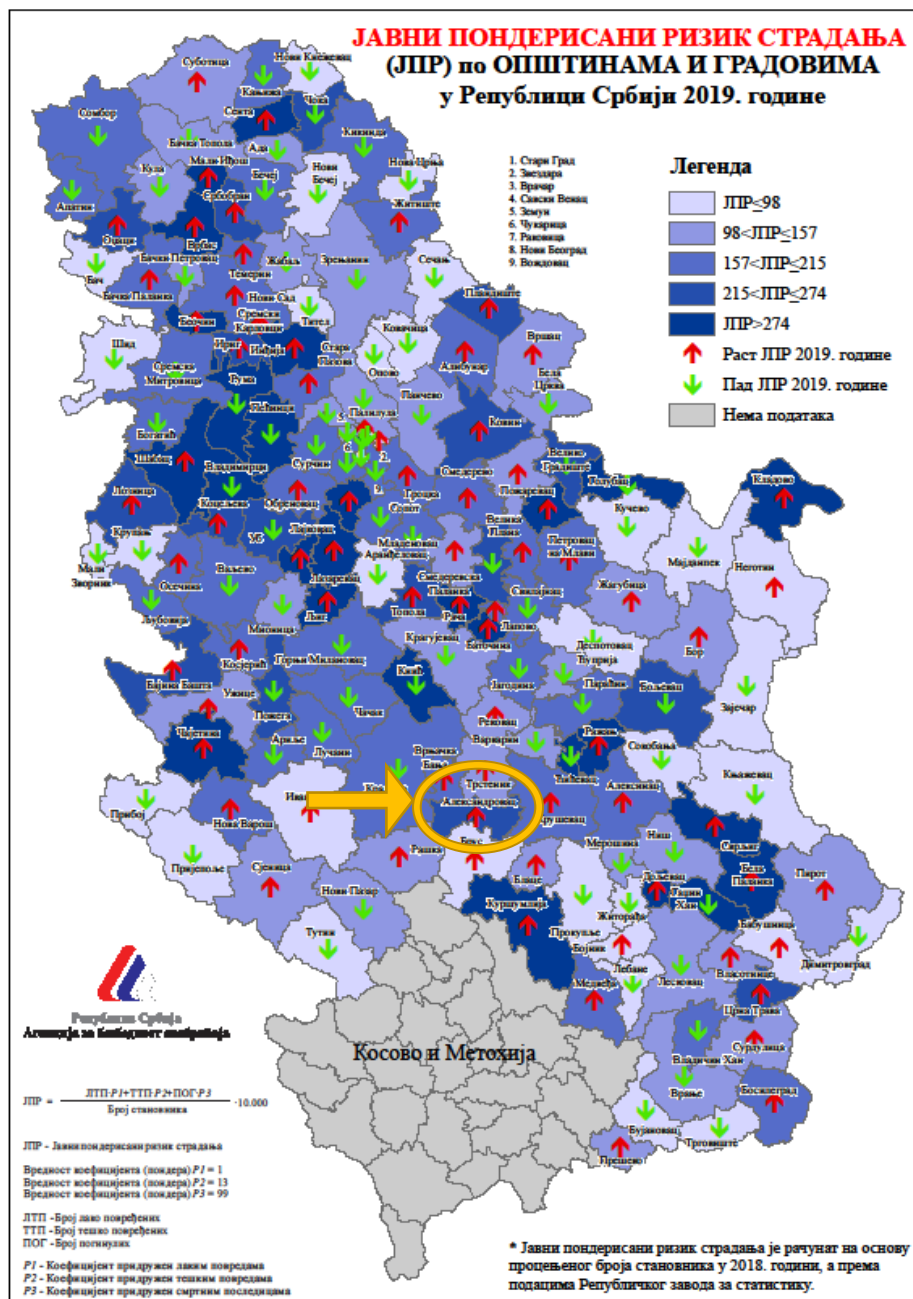 ЈАВНИ ПОНДЕРИСАНИ РИЗИК СТРАДАЊА
(ЈПР) по ОПШТИНАМА И ГРАДОВИМА
у Републици Србији 2019. године
Суботица
Нови Кнежевац
Кањижа
Чока
Сента
Сомбор
Кикинда
Бачка Топола
Ада
Мали Иђош
Кула
Нови
Бечеј
Нова Црња
Бечеј
Србобран
Апатин
Житиште
Оџаци
Врбас
Бачки Петровац
Жабаљ
Зрењанин
Сечањ
Бач
Темерин
Бачка Паланка
Нови Сад
Пландиште
Беочин
Сремски
Карловци
Тител
Ковачица
Шид
Ириг
Инђија
Стара
Пазова
Опово
Вршац
Алибунар
Сремска
Митровица
Рума
Бела
Црква
Панчево
Пећинци
Палилула
Богатић
5.
6.
2.
9.
Ковин
Шабац
Сурчин
Велико
Градиште
Владимирци
Смедерево
Голубац
Кладово
Лозница
Гроцка
Пожаревац
Коцељева
Обреновац
Сопот
Кучево
Крупањ
Уб
Лајковац
Велика
Плана
Петровац
на Млави
Младеновац
Мајданпек
Неготин
Мали
Зворник
Аранђеловац
Осечина
Ваљево
Лазаревац
Смедеревска
Паланка
Жагубица
Свилајнац
Топола
Рача
Љубовија
Љиг
Лапово
Мионица
Баточина
Бор
Крагујевац
Деспотовац
Косјерић
Горњи Милановац
Ћуприја
Бајина Башта
Кнић
Јагодина
Параћин
Бољевац
Ужице
Пожега
Чачак
Зајечар
Рековац
Чајетина
Ариље
Лучани
Варварин
Ражањ
Сокобања
Врњачка
Бања
Ћићевац
Трстеник
Књажевац
Алексинац
Александровац
Прибој
Нова Варош
Мерошина
Ниш
Сврљиг
Рашка
Блаце
Пријепоље
Сјеница
Дољевац
Гаџин
Хан
Бела
Паланка
Пирот
Нови Пазар
Куршумлија
Прокупље
Житорађа
Бабушница
Бојник
Тутин
Димитровград
Лебане
Власотинце
Медвеђа
Лесковац
Црна Трава
Сурдулица
Владичин Хан
Врање
Босилеград
Бујановац
Трговиште
Прешево
Косово и Метохија
1. Стари Град
2. Звездара
3. Врачар
4. Савски Венац
5. Земун
6. Чукарица
7. Раковица
8. Нови Београд
9. Вождовац
Легенда
ЈПР≤98
98<ЈПР≤157
157<ЈПР≤215
215<ЈПР≤274
ЈПР>274
Раст ЈПР 2019. године
Пад ЈПР 2019. године
Нема података
Република Србија
Агенција за безбедност саобраћаја
ЈПР = ЛТП·P1+ТТП·P2+ПОГ·P3 / Број становника ·10.000
ЈПР - Јавни пондерисани ризик страдања
Вредност коефицијента (пондера) P1 = 1
Вредност коефицијента (пондера) P2 = 13
Вредност коефицијента (пондера) P3 = 99
ЛТП -Број лако повређених
ТТП -Број тешко повређених
ПОГ -Број погинулих
P1 - Коефицијент придружен лаким повредама
P2 - Коефицијент придружен тешким повредама
P3 - Коефицијент придружен смртним последицама
* Јавни пондерисани ризик страдања је рачунат на основу
процењеног броја становника у 2018. години, а према
подацима Републичког завода за статистику.